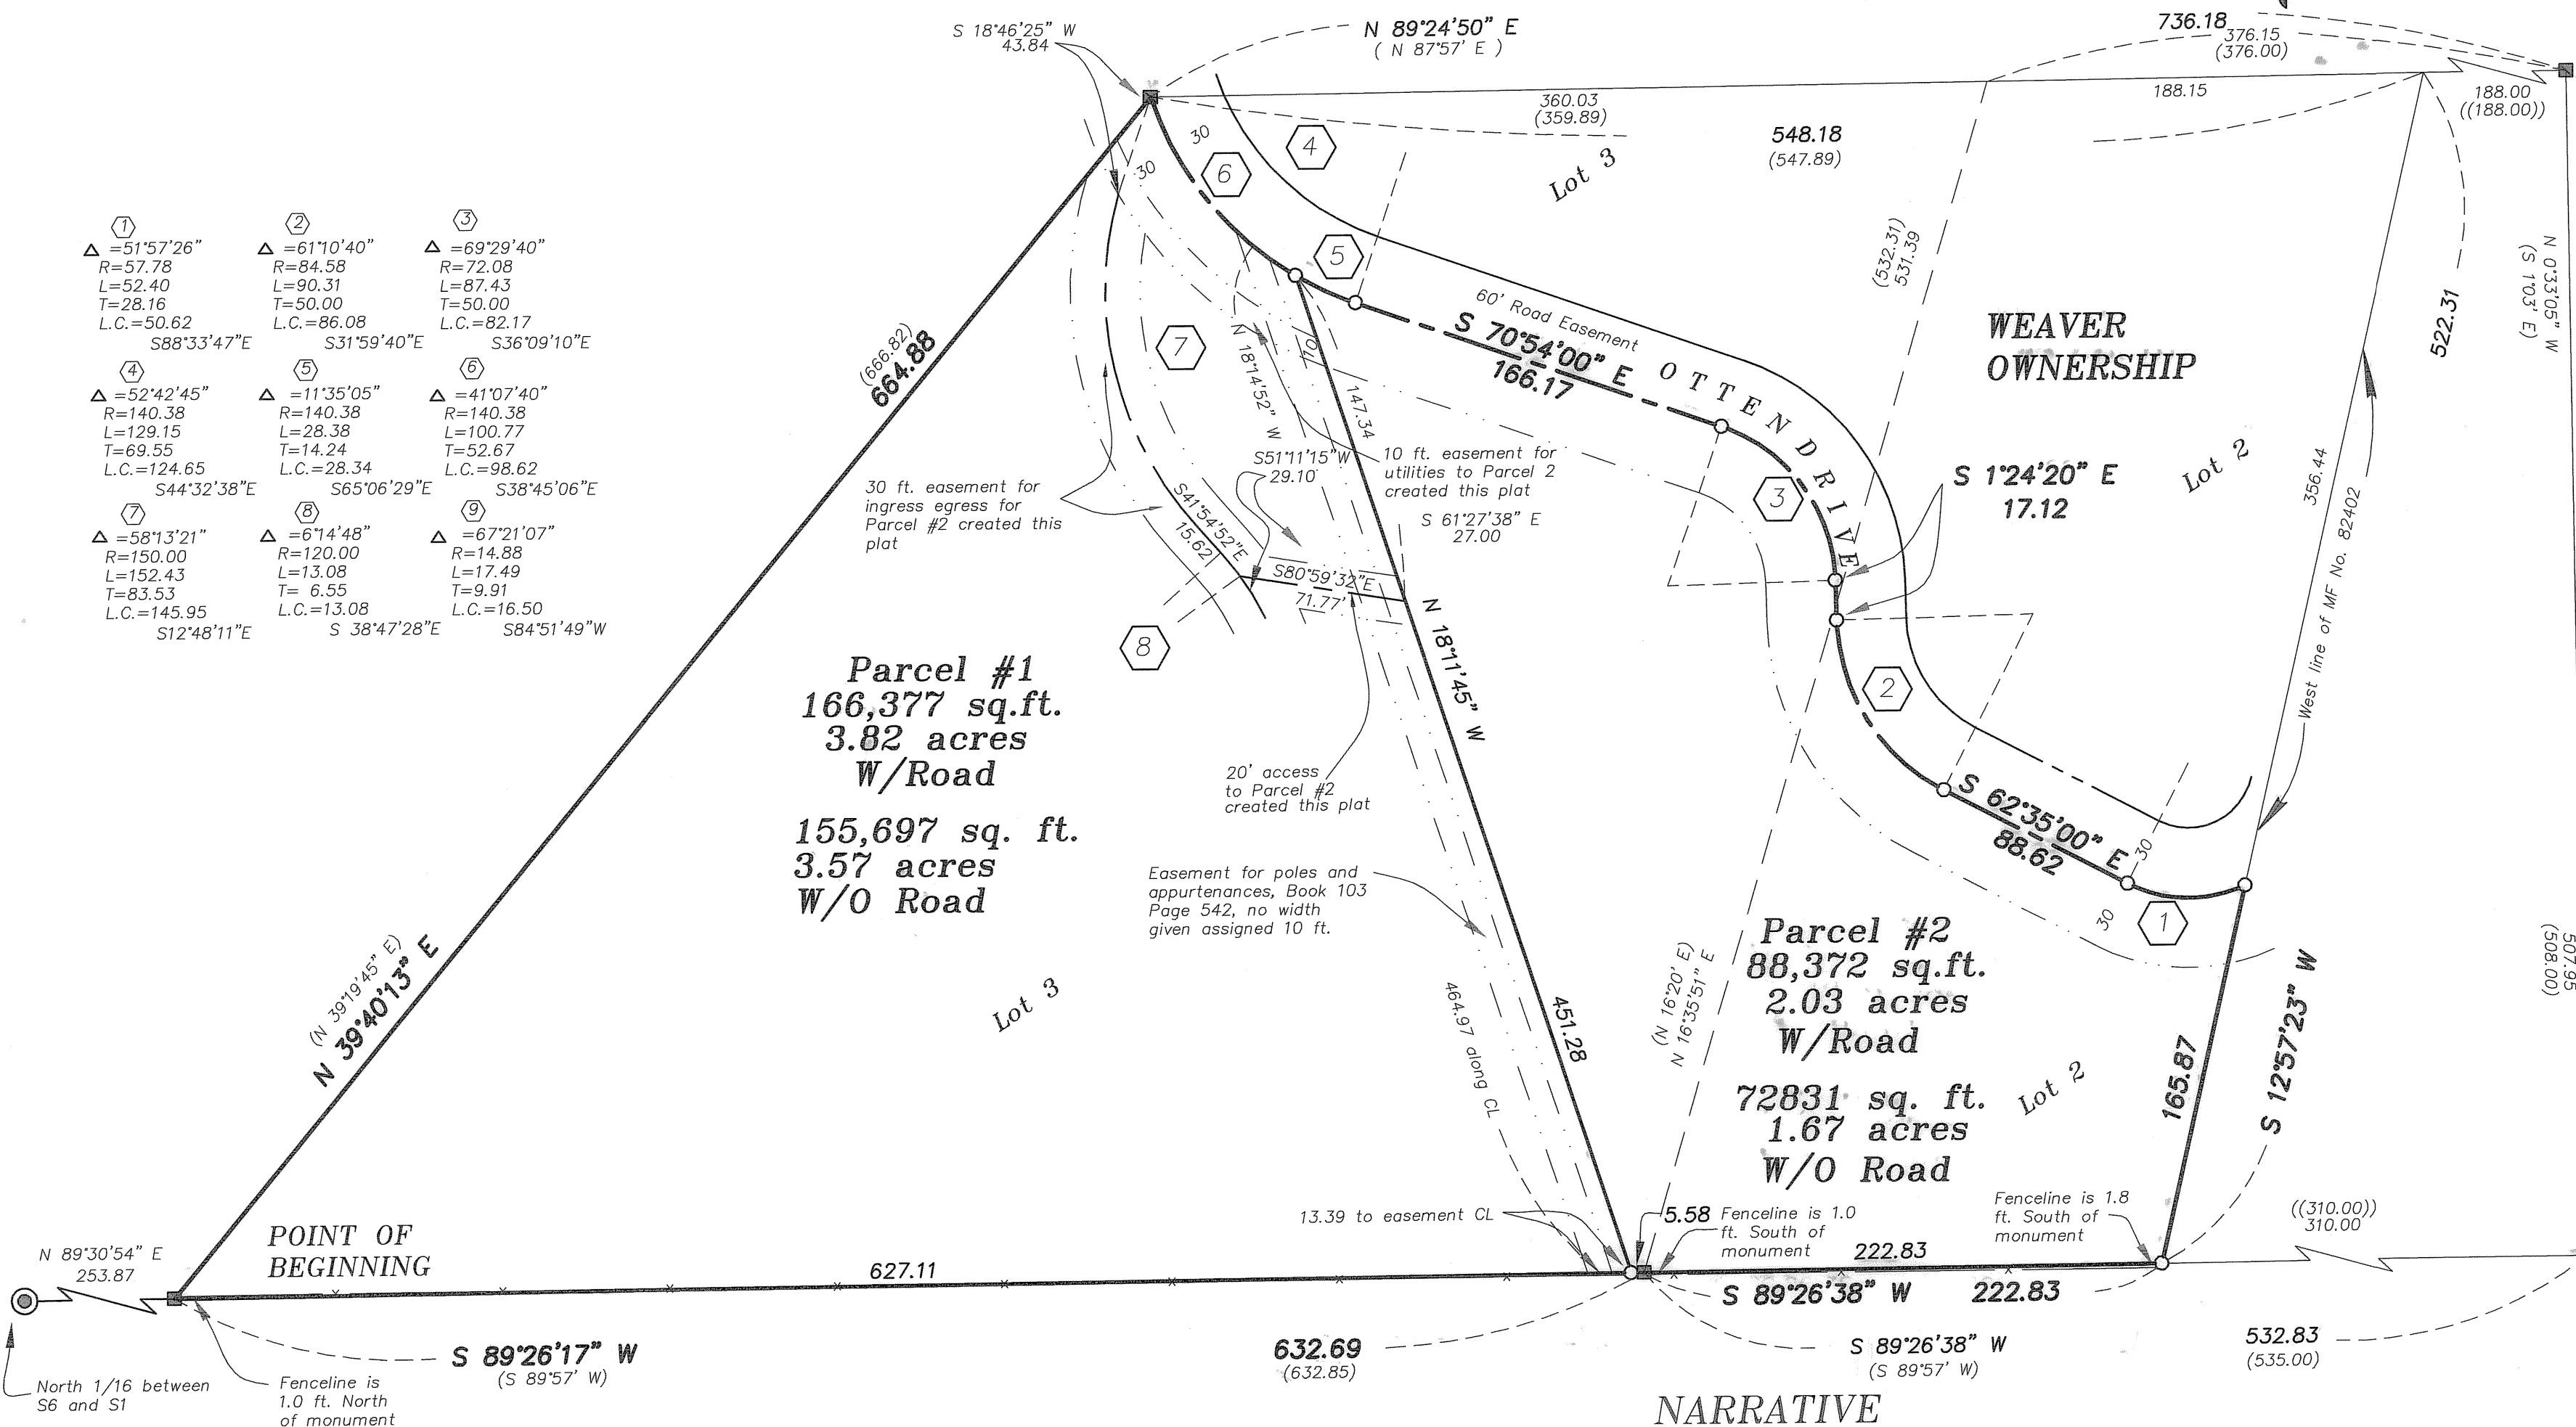 S 18°46'25" W
43.84
N 89°24'50" E
( N 87°57' E )
736.18
376.15
(376.00)
360.03
(359.89)
548.18
(547.89)
188.15
188.00
((188.00))
30
30
4
6
5
7
8
3
2
1
30
30
Lot 3
(532.31)
531.39
WEAVER
OWNERSHIP
522.31
N 0°33'05" W
(S 1°03' E)
1
△ =51°57'26"
R=57.78
L=52.40
T=28.16
L.C.=50.62
S88°33'47"E
2
△ =61°10'40"
R=84.58
L=90.31
T=50.00
L.C.=86.08
S31°59'40"E
3
△ =69°29'40"
R=72.08
L=87.43
T=50.00
L.C.=82.17
S36°09'10"E
4
△ =52°42'45"
R=140.38
L=129.15
T=69.55
L.C.=124.65
S44°32'38"E
5
△ =11°35'05"
R=140.38
L=28.38
T=14.24
L.C.=28.34
S65°06'29"E
6
△ =41°07'40"
R=140.38
L=100.77
T=52.67
L.C.=98.62
S38°45'06"E
7
△ =58°13'21"
R=150.00
L=152.43
T=83.53
L.C.=145.95
S12°48'11"E
8
△ =6°14'48"
R=120.00
L=13.08
T= 6.55
L.C.=13.08
S 38°47'28"E
9
△ =67°21'07"
R=14.88
L=17.49
T=9.91
L.C.=16.50
S84°51'49"W
(666.82)
664.88
60' Road Easement
S 70°54'00" E
166.17
OTTEN DRIVE
N 18°14'52" W
10
147.34
S51°11'15"W
29.10
10 ft. easement for
utilities to Parcel 2
created this plat
S 61°27'38" E
27.00
30 ft. easement for
ingress egress for
Parcel #2 created this
plat
S41°54'52"E
15.62
S80°59'32"E
71.77'
S 1°24'20" E
17.12
Lot 2
356.44
West line of MF No. 82402
Parcel #1
166,377 sq.ft.
3.82 acres
W/Road
155,697 sq. ft.
3.57 acres
W/O Road
N 18°11'45" W
20' access
to Parcel #2
created this plat
Easement for poles and
appurtenances, Book 103
Page 542, no width
given assigned 10 ft.
S 62°35'00" E
88.62
Parcel #2
88,372 sq.ft.
2.03 acres
W/Road
72831 sq. ft.
1.67 acres
W/O Road
(N 39°19'45" E)
N 39°40'13" E
Lot 3
464.97 along CL
451.28
(N 16°20' E)
N 16°35'51" E
Lot 2
165.87
S 12°57'23" W
507.95
(508.00)
13.39 to easement CL
5.58
Fenceline is 1.0
ft. South of
monument
Fenceline is 1.8
ft. South of
monument
((310.00))
310.00
POINT OF
BEGINNING
N 89°30'54" E
253.87
627.11
222.83
S 89°26'38" W
222.83
S 89°26'17" W
(S 89°57' W)
632.69
(632.85)
S 89°26'38" W
(S 89°57' W)
532.83
(535.00)
North 1/16 between
S6 and S1
Fenceline is
1.0 ft. North
of monument
NARRATIVE